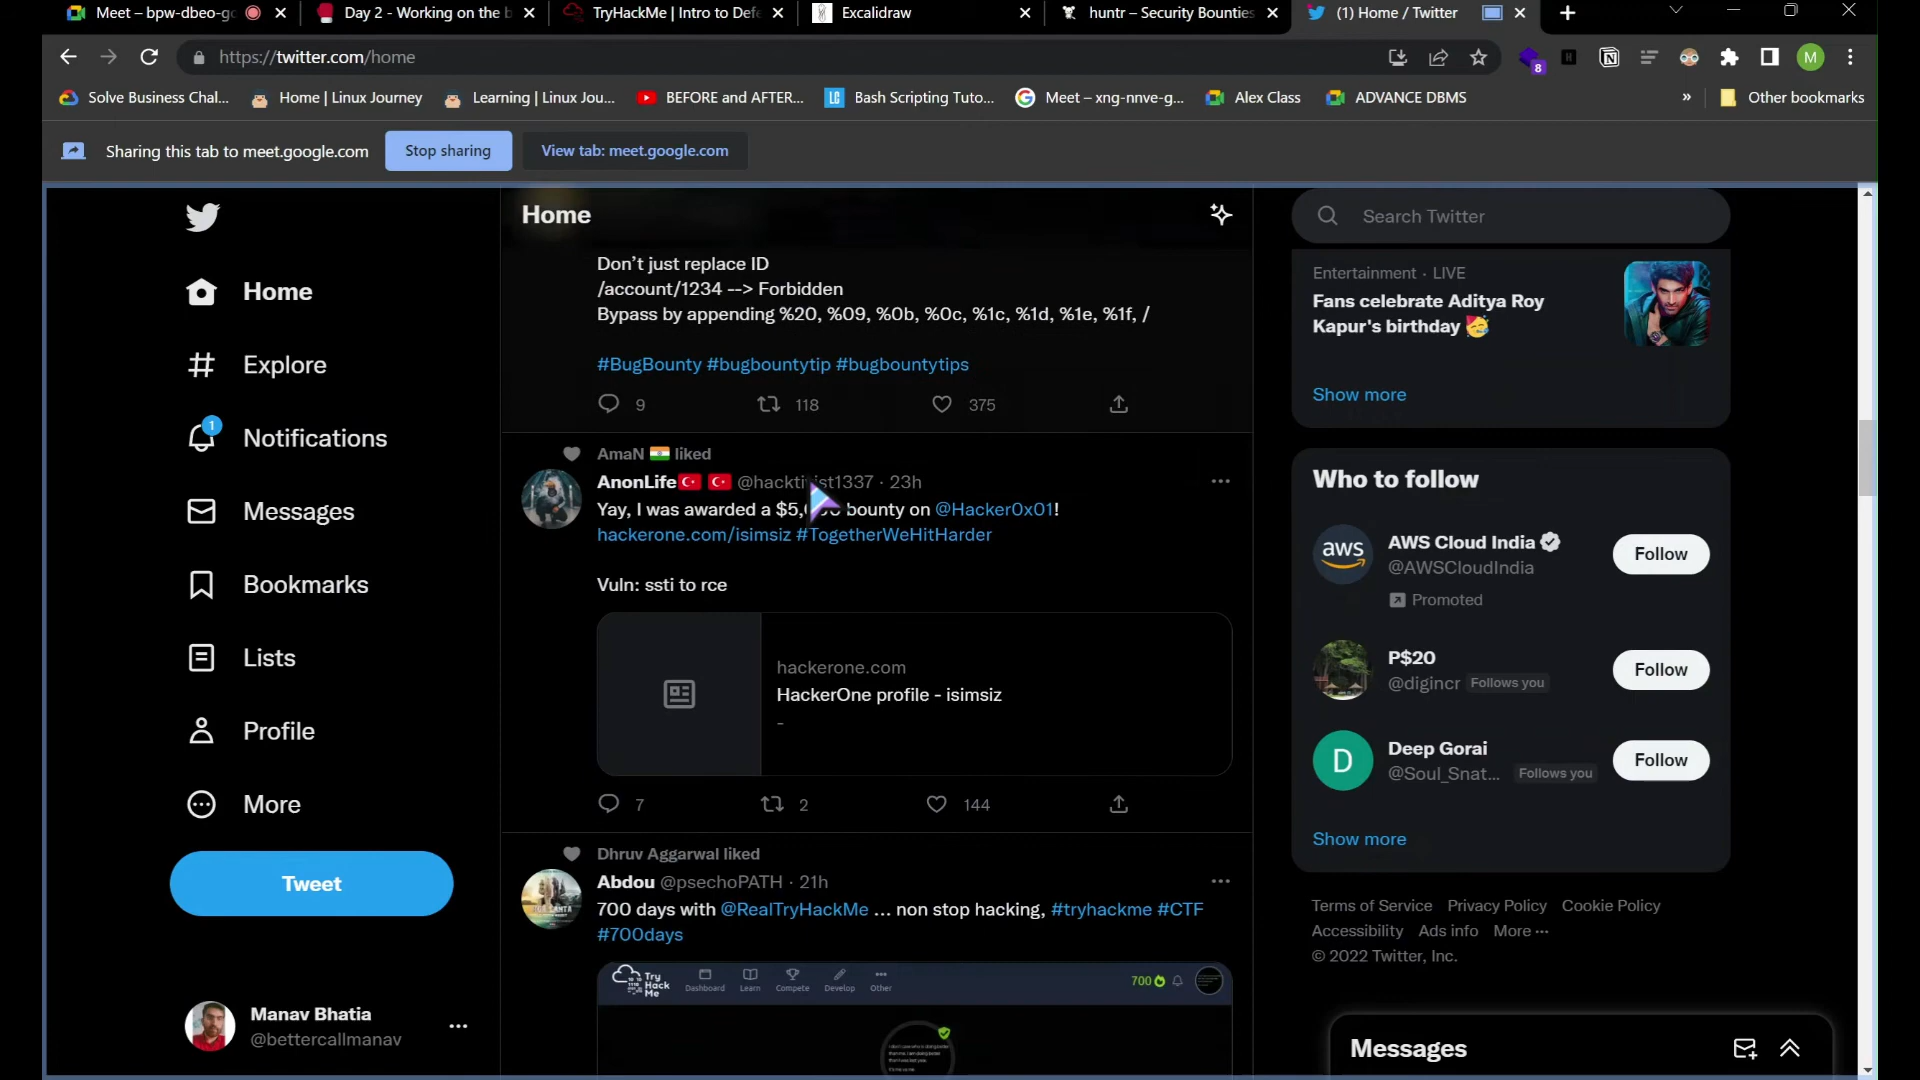 Meet – bpw-dbeo-go
Day 2 - Working on the b
TryHackMe | Intro to Defe
Excalidraw
huntr – Security Bounties
(1) Home / Twitter
https://twitter.com/home
8
M
Solve Business Chal...
Home | Linux Journey
Learning | Linux Jou...
BEFORE and AFTER...
LC
Bash Scripting Tuto...
Meet – xng-nnve-g...
Alex Class
ADVANCE DBMS
»
Other bookmarks
Sharing this tab to meet.google.com
Stop sharing
View tab: meet.google.com
Home
Explore
1
Notifications
Messages
Bookmarks
Lists
Profile
More
Tweet
Manav Bhatia
@bettercallmanav
Home
Don't just replace ID
/account/1234 --> Forbidden
Bypass by appending %20, %09, %0b, %0c, %1c, %1d, %1e, %1f, /
#BugBounty #bugbountytip #bugbountytips
9 118 375
AmaN 🇮🇳 liked
AnonLife🇹🇷 🇹🇷 @hacktivist1337 · 23h
Yay, I was awarded a bounty on @Hacker0x01!
hackerone.com/isimsiz #TogetherWeHitHarder
Vuln: ssti to rce
hackerone.com
HackerOne profile - isimsiz
-
7 2 144
Dhruv Aggarwal liked
Abdou @psechoPATH · 21h
700 days with @RealTryHackMe ... non stop hacking, #tryhackme #CTF
#700days
Try
Hack
Me
Dashboard
Learn
Compete
Develop
Other
700
Search Twitter
Entertainment · LIVE
Fans celebrate Aditya Roy
Kapur's birthday 🥳
Show more
Who to follow
aws
AWS Cloud India
@AWSCloudIndia
Promoted
Follow
P$20
@digincr Follows you
Follow
D
Deep Gorai
@Soul_Snat... Follows you
Follow
Show more
Terms of Service Privacy Policy Cookie Policy
Accessibility Ads info More ...
© 2022 Twitter, Inc.
Messages